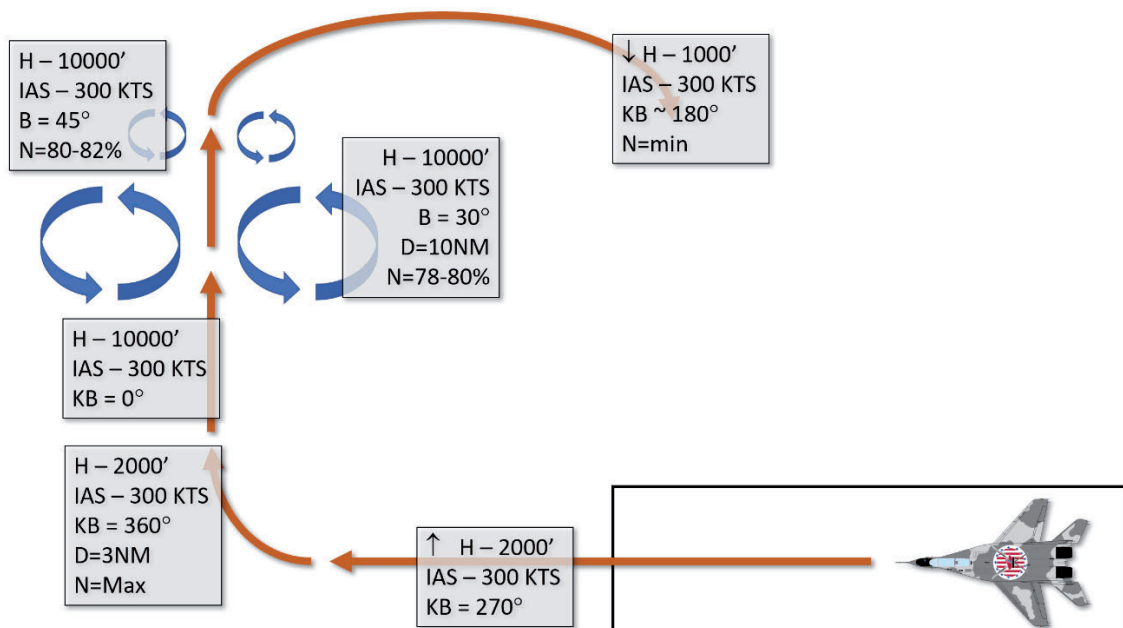 H – 10000’
IAS – 300 KTS
B = 45°
N=80-82%
↓ H – 1000’
IAS – 300 KTS
KB ~ 180°
N=min
H – 10000’
IAS – 300 KTS
B = 30°
D=10NM
N=78-80%
H – 10000’
IAS – 300 KTS
KB = 0°
H – 2000’
IAS – 300 KTS
KB = 360°
D=3NM
N=Max
↑ H – 2000’
IAS – 300 KTS
KB = 270°